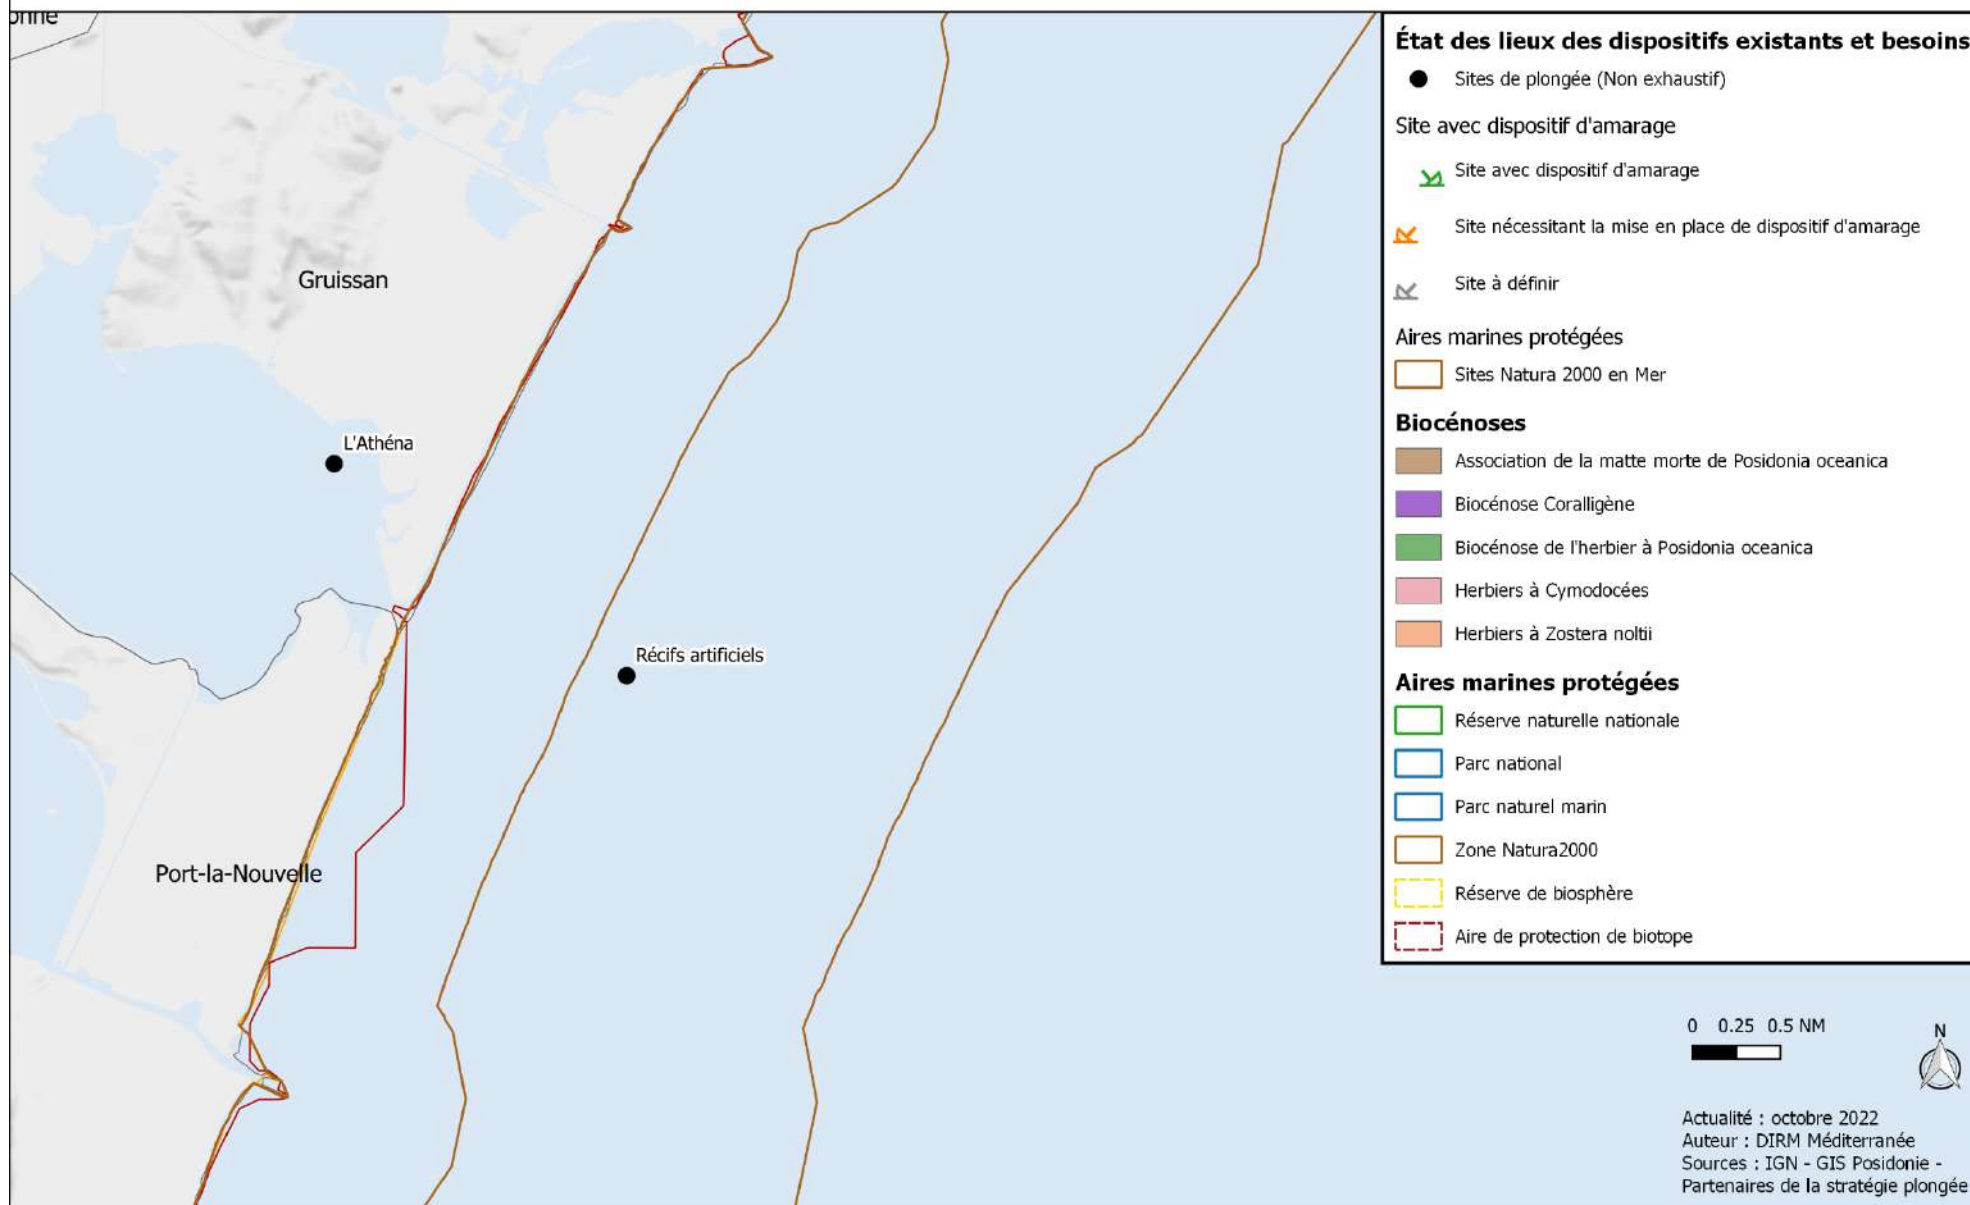 onne
Gruissan
L'Athéna
Récifs artificiels
Port-la-Nouvelle
État des lieux des dispositifs existants et besoins
Sites de plongée (Non exhaustif)
Site avec dispositif d'amarage
Site avec dispositif d'amarage
Site nécessitant la mise en place de dispositif d'amarage
Site à définir
Aires marines protégées
Sites Natura 2000 en Mer
Biocénoses
Association de la matte morte de Posidonia oceanica
Biocénose Coralligène
Biocénose de l'herbier à Posidonia oceanica
Herbiers à Cymodocées
Herbiers à Zostera noltii
Aires marines protégées
Réserve naturelle nationale
Parc national
Parc naturel marin
Zone Natura2000
Réserve de biosphère
Aire de protection de biotope
0 0.25 0.5 NM
N
Actualité : octobre 2022
Auteur : DIRM Méditerranée
Sources : IGN - GIS Posidonie -
Partenaires de la stratégie plongée